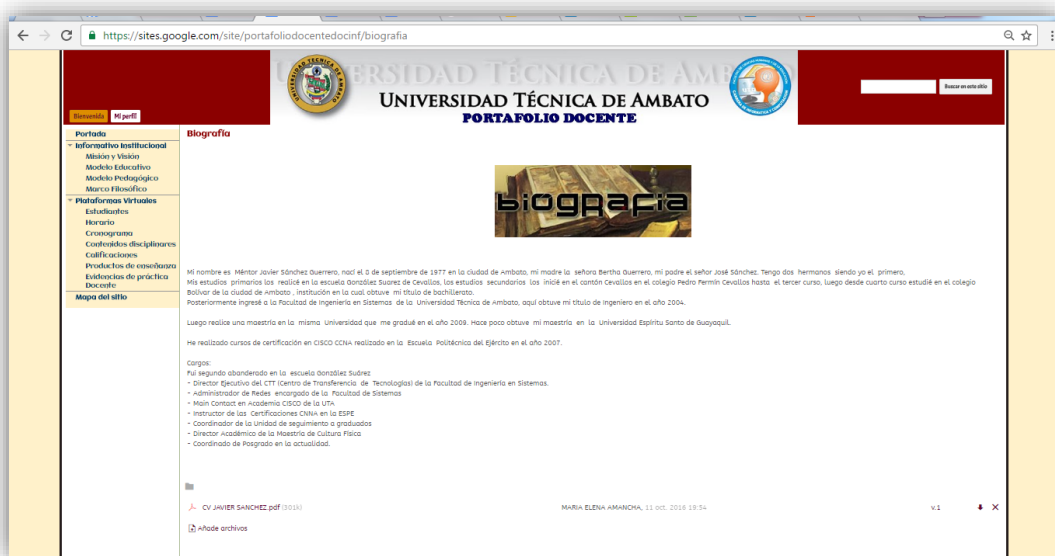 https://sites.google.com/site/portafoliodocentedocinf/biografia
UNIVERSIDAD TÉCNICA DE AMBATO
PORTAFOLIO DOCENTE
Buscar en este sitio
Bienvenida
Mi perfil
Portada
Informativo Institucional
Misión y Visión
Modelo Educativo
Modelo Pedagógico
Marco Filosófico
Plataformas Virtuales
Estudiantes
Horario
Cronograma
Contenidos disciplinares
Calificaciones
Productos de enseñanza
Evidencias de práctica
Docente
Mapa del sitio
Biografía
biografia
Mi nombre es Méntor Javier Sánchez Guerrero, nací el 8 de septiembre de 1977 en la ciudad de Ambato, mi madre la señora Bertha Guerrero, mi padre el señor José Sánchez. Tengo dos hermanos siendo yo el primero,
Mis estudios primarios los realicé en la escuela González Suarez de Cevallos, los estudios secundarios los inicié en el cantón Cevallos en el colegio Pedro Fermín Cevallos hasta el tercer curso, luego desde cuarto curso estudié en el colegio
Bolívar de la ciudad de Ambato , institución en la cual obtuve mi título de bachillerato.
Posteriormente ingresé a la Facultad de Ingeniería en Sistemas de la Universidad Técnica de Ambato, aquí obtuve mi título de Ingeniero en el año 2004.
Luego realice una maestría en la misma Universidad que me gradué en el año 2009. Hace poco obtuve mi maestría en la Universidad Espíritu Santo de Guayaquil.
He realizado cursos de certificación en CISCO CCNA realizado en la Escuela Politécnica del Ejército en el año 2007.
Cargos:
Fui segundo abanderado en la escuela González Suárez
- Director Ejecutivo del CTT (Centro de Transferencia de Tecnologías) de la Facultad de Ingeniería en Sistemas.
- Administrador de Redes encargado de la Facultad de Sistemas
- Main Contact en Academia CISCO de la UTA
- Instructor de las Certificaciones CNNA en la ESPE
- Coordinador de la Unidad de seguimiento a graduados
- Director Académico de la Maestría de Cultura Física
- Coordinado de Posgrado en la actualidad.
CV JAVIER SANCHEZ.pdf (301k)
MARIA ELENA AMANCHA, 11 oct. 2016 18:54
v.1
Añade archivos